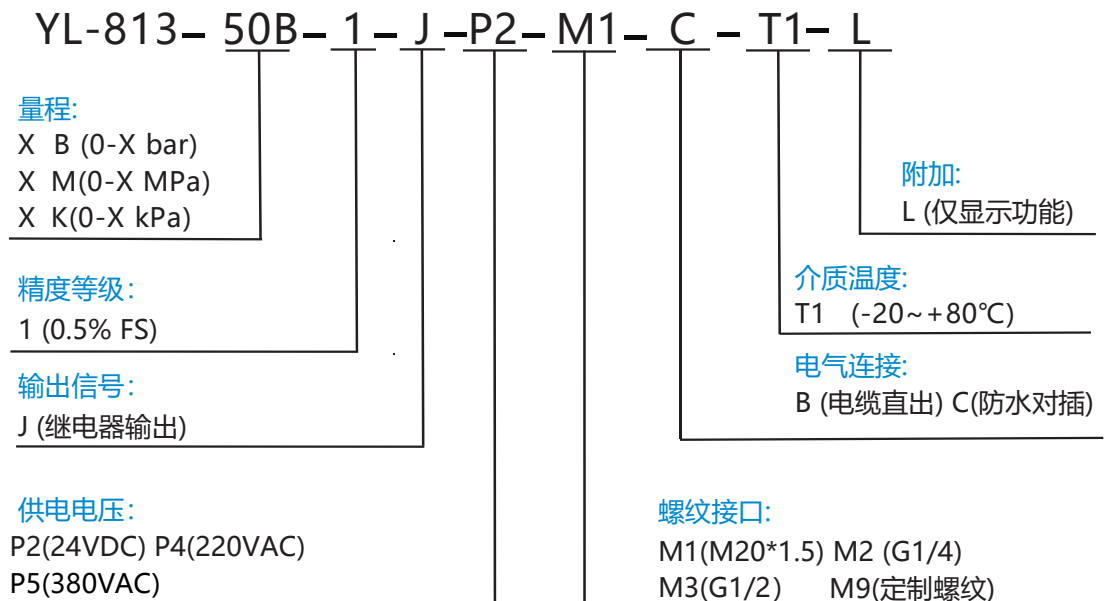 YL-813-50B-1-J-P2-M1-C-T1-L
量程:
X B (0-X bar)
X M(0-X MPa)
X K(0-X kPa)
附加:
L (仅显示功能)
精度等级:
1 (0.5% FS)
介质温度:
T1 (-20~+80℃)
输出信号:
J (继电器输出)
电气连接:
B (电缆直出) C(防水对插)
供电电压:
P2(24VDC) P4(220VAC)
P5(380VAC)
螺纹接口:
M1(M20*1.5) M2 (G1/4)
M3(G1/2) M9(定制螺纹)